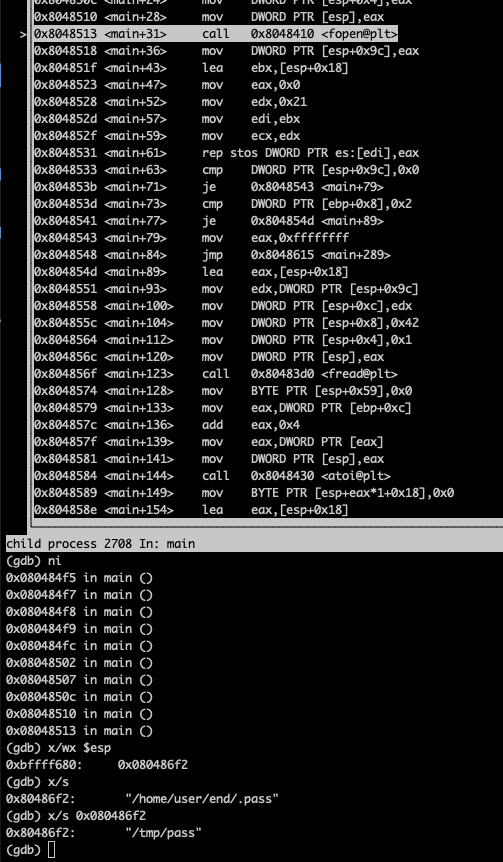 0x804850c <main+24> mov DWORD PTR [esp+0x4],eax
0x8048510 <main+28> mov DWORD PTR [esp],eax
>0x8048513 <main+31> call 0x8048410 <fopen@plt>
0x8048518 <main+36> mov DWORD PTR [esp+0x9c],eax
0x804851f <main+43> lea ebx,[esp+0x18]
0x8048523 <main+47> mov eax,0x0
0x8048528 <main+52> mov edx,0x21
0x804852d <main+57> mov edi,ebx
0x804852f <main+59> mov ecx,edx
0x8048531 <main+61> rep stos DWORD PTR es:[edi],eax
0x8048533 <main+63> cmp DWORD PTR [esp+0x9c],0x0
0x804853b <main+71> je 0x8048543 <main+79>
0x804853d <main+73> cmp DWORD PTR [ebp+0x8],0x2
0x8048541 <main+77> je 0x804854d <main+89>
0x8048543 <main+79> mov eax,0xffffffff
0x8048548 <main+84> jmp 0x8048615 <main+289>
0x804854d <main+89> lea eax,[esp+0x18]
0x8048551 <main+93> mov edx,DWORD PTR [esp+0x9c]
0x8048558 <main+100> mov DWORD PTR [esp+0xc],edx
0x804855c <main+104> mov DWORD PTR [esp+0x8],0x42
0x8048564 <main+112> mov DWORD PTR [esp+0x4],0x1
0x804856c <main+120> mov DWORD PTR [esp],eax
0x804856f <main+123> call 0x80483d0 <fread@plt>
0x8048574 <main+128> mov BYTE PTR [esp+0x59],0x0
0x8048579 <main+133> mov eax,DWORD PTR [ebp+0xc]
0x804857c <main+136> add eax,0x4
0x804857f <main+139> mov eax,DWORD PTR [eax]
0x8048581 <main+141> mov DWORD PTR [esp],eax
0x8048584 <main+144> call 0x8048430 <atoi@plt>
0x8048589 <main+149> mov BYTE PTR [esp+eax*1+0x18],0x0
0x804858e <main+154> lea eax,[esp+0x18]
child process 2708 In: main
(gdb) ni
0x080484f5 in main ()
0x080484f7 in main ()
0x080484f8 in main ()
0x080484f9 in main ()
0x080484fc in main ()
0x08048502 in main ()
0x08048507 in main ()
0x0804850c in main ()
0x08048510 in main ()
0x08048513 in main ()
(gdb) x/wx $esp
0xbffff680: 0x080486f2
(gdb) x/s
0x80486f2: "/home/user/end/.pass"
(gdb) x/s 0x080486f2
0x80486f2: "/tmp/pass"
(gdb)